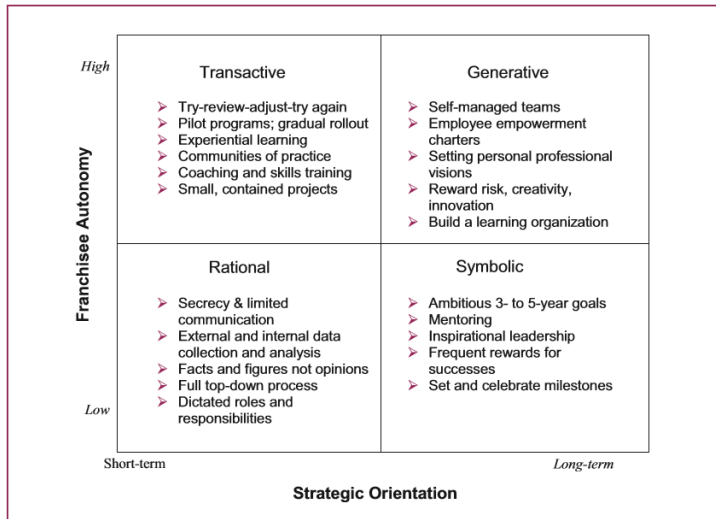 High
Transactive
Try-review-adjust-try again
Pilot programs; gradual rollout
Experiential learning
Communities of practice
Coaching and skills training
Small, contained projects
Generative
Self-managed teams
Employee empowerment
charters
Setting personal professional
visions
Reward risk, creativity,
innovation
Build a learning organization
Franchisee Autonomy
Rational
Secrecy & limited
communication
External and internal data
collection and analysis
Facts and figures not opinions
Full top-down process
Dictated roles and
responsibilities
Symbolic
Ambitious 3- to 5-year goals
Mentoring
Inspirational leadership
Frequent rewards for
successes
Set and celebrate milestones
Low
Short-term
Long-term
Strategic Orientation